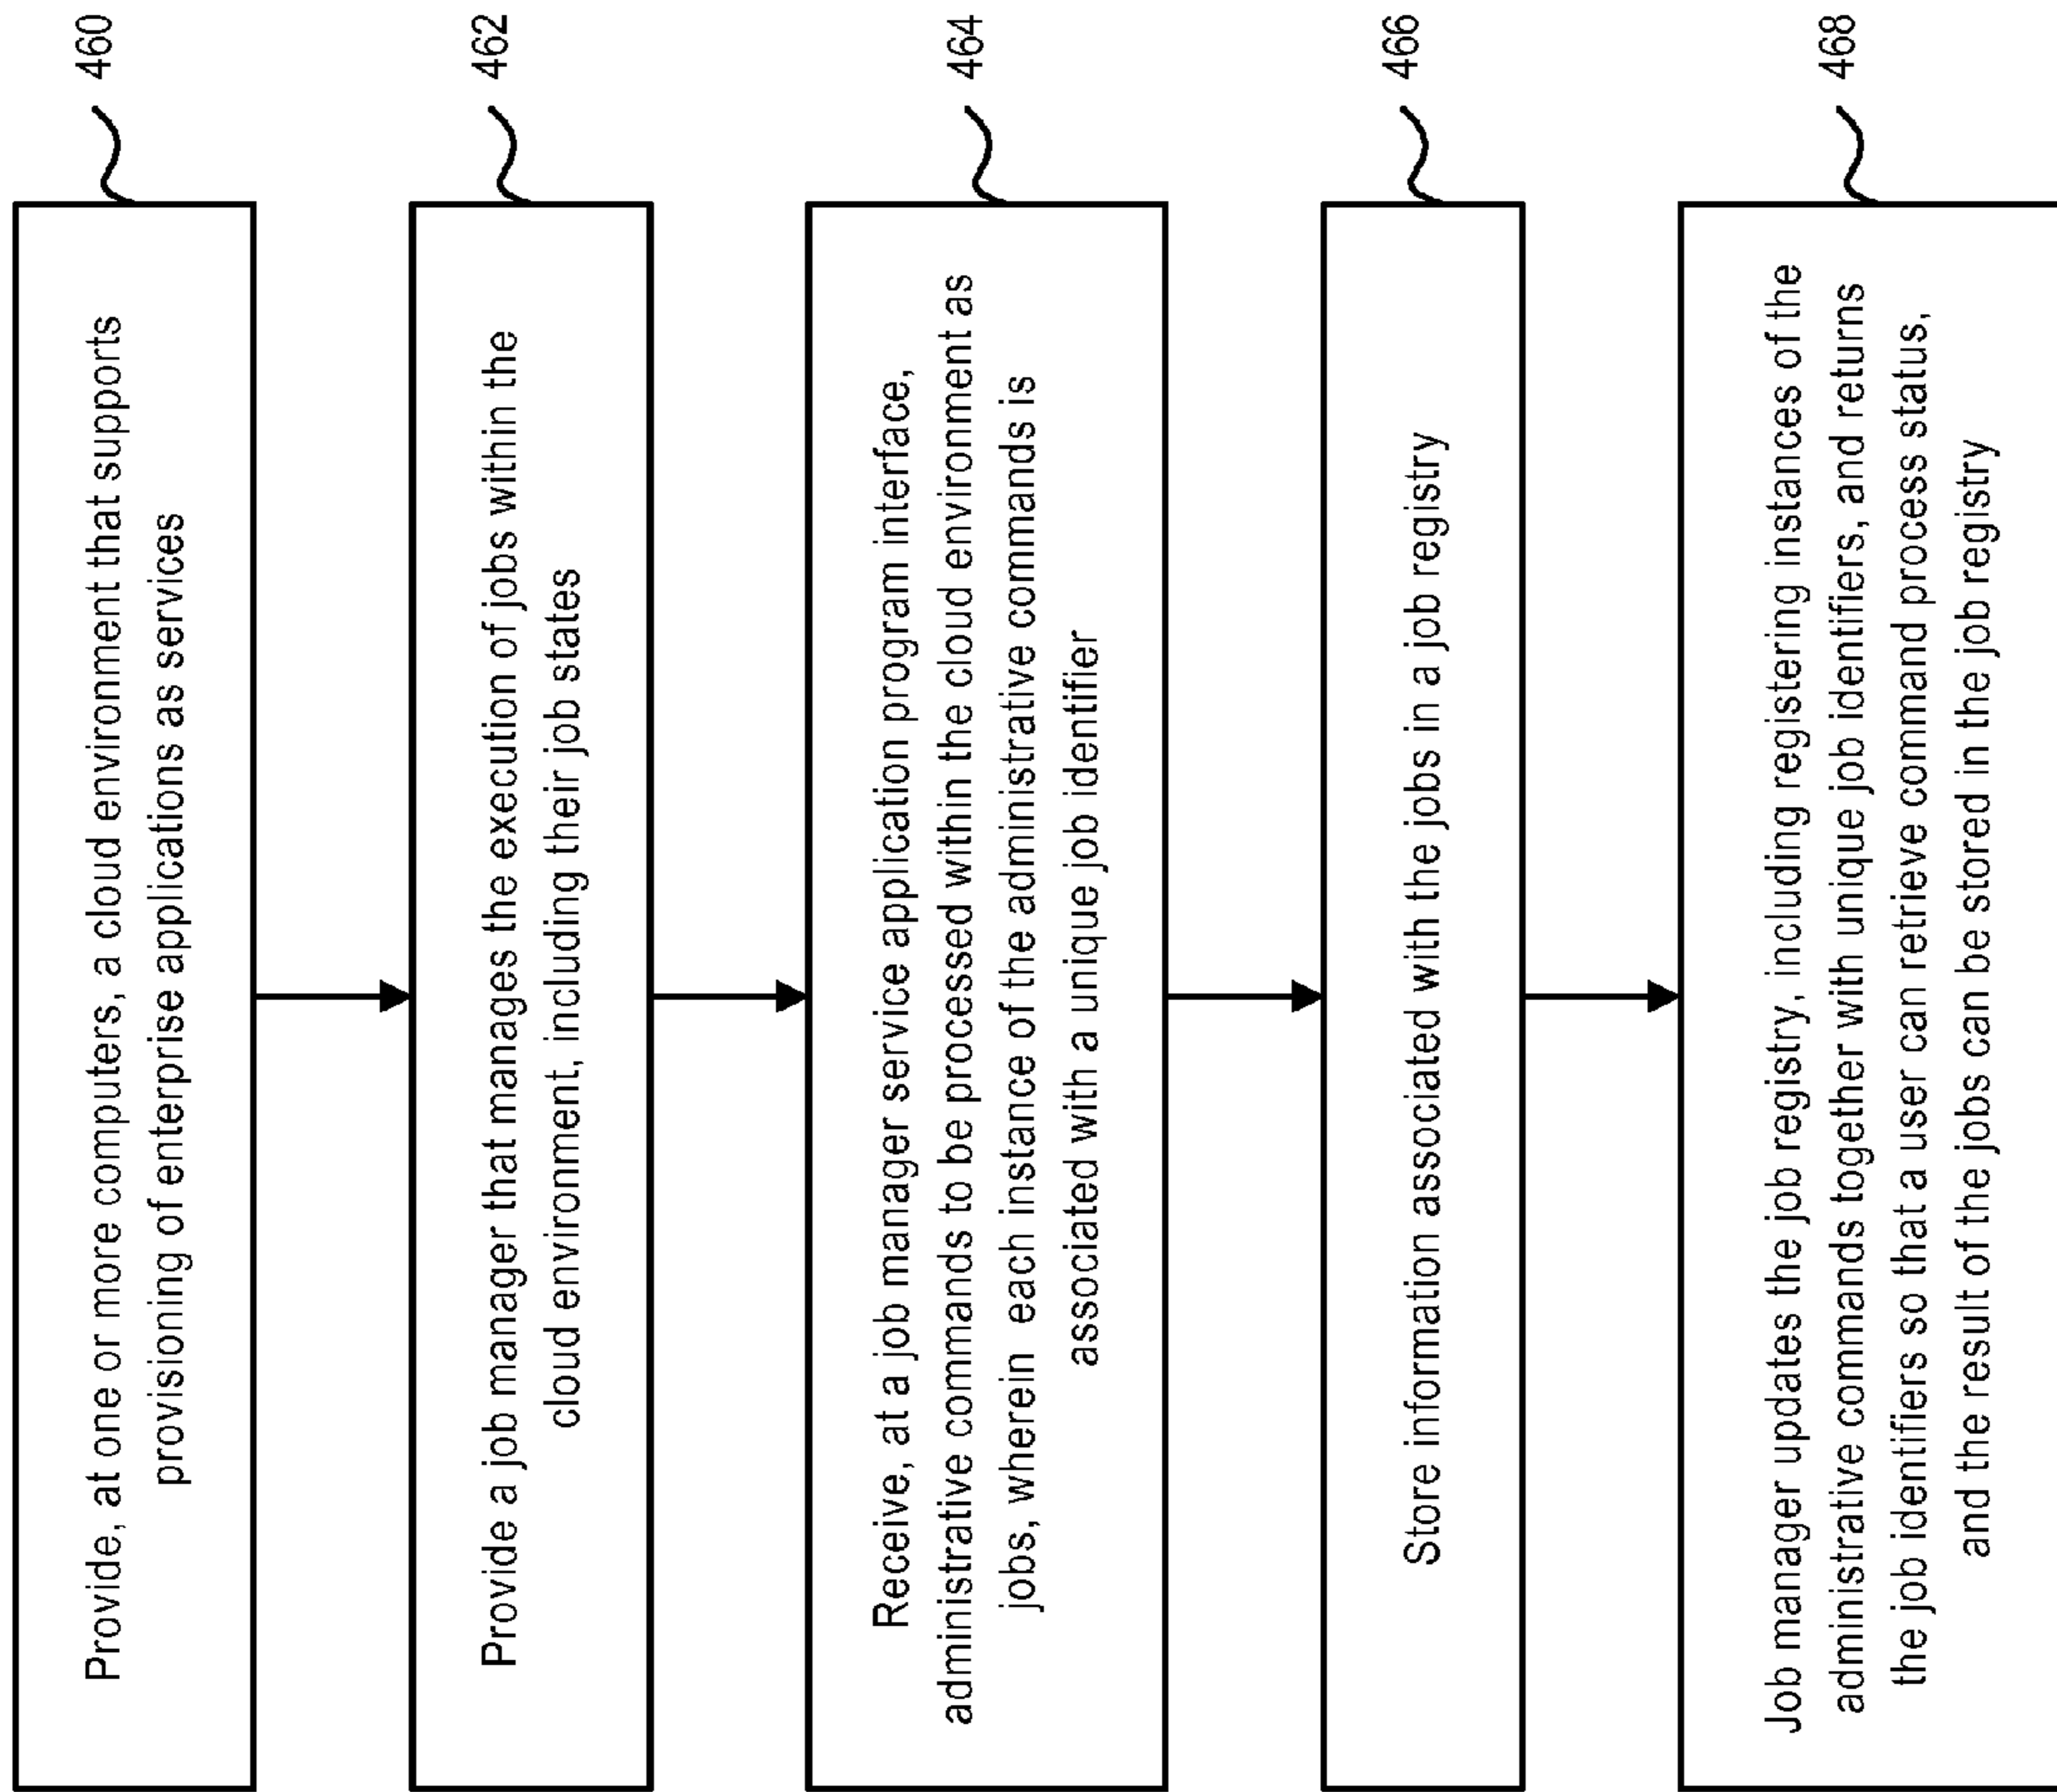 Provide, at one or more computers, a cloud environment that supports
provisioning of enterprise applications as services
460
Provide a job manager that manages the execution of jobs within the
cloud environment, including their job states
462
Receive, at a job manager service application program interface,
administrative commands to be processed within the cloud environment as
jobs, wherein each instance of the administrative commands is
associated with a unique job identifier
464
Store information associated with the jobs in a job registry
466
Job manager updates the job registry, including registering instances of the
administrative commands together with unique job identifiers, and returns
the job identifiers so that a user can retrieve command process status,
and the result of the jobs can be stored in the job registry
468